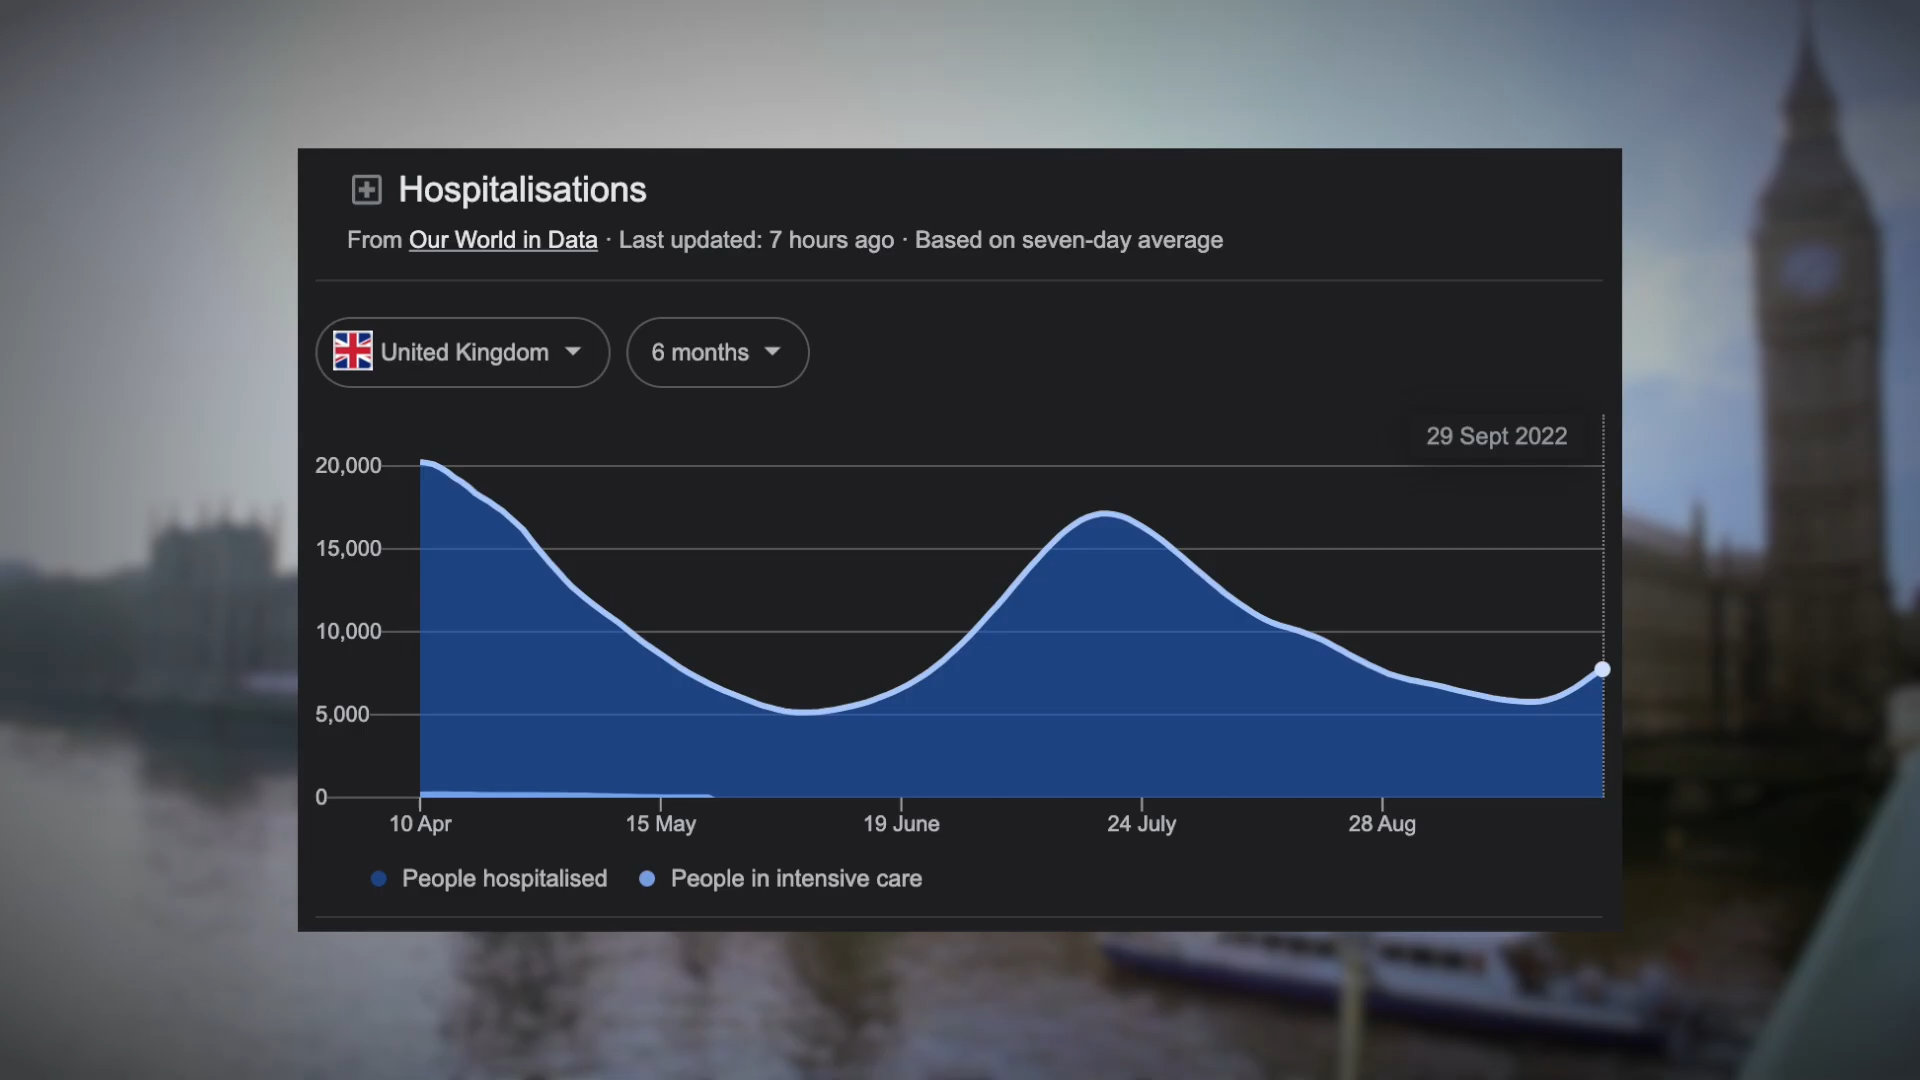 Hospitalisations
From Our World in Data · Last updated: 7 hours ago · Based on seven-day average
United Kingdom
6 months
29 Sept 2022
20,000
15,000
10,000
5,000
0
10 Apr
15 May
19 June
24 July
28 Aug
People hospitalised
People in intensive care